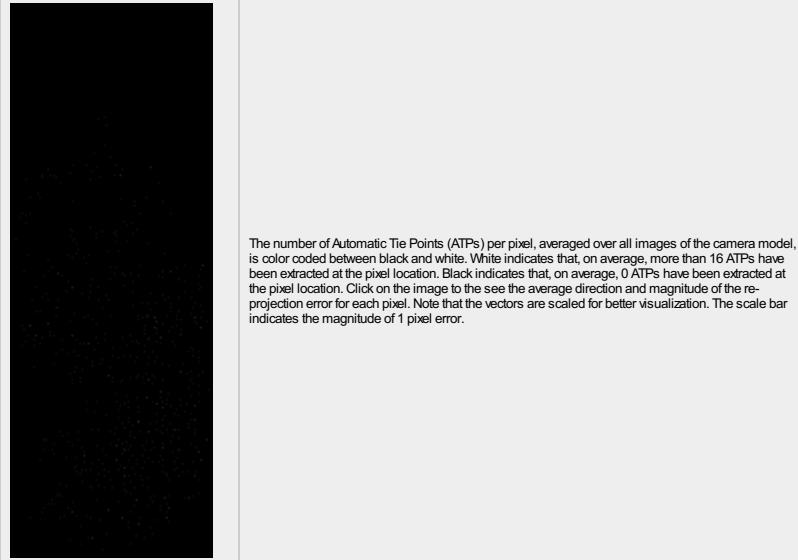 The number of Automatic Tie Points (ATPs) per pixel, averaged over all images of the camera model,
is color coded between black and white. White indicates that, on average, more than 16 ATPs have
been extracted at the pixel location. Black indicates that, on average, 0 ATPs have been extracted at
the pixel location. Click on the image to the see the average direction and magnitude of the re-
projection error for each pixel. Note that the vectors are scaled for better visualization. The scale bar
indicates the magnitude of 1 pixel error.